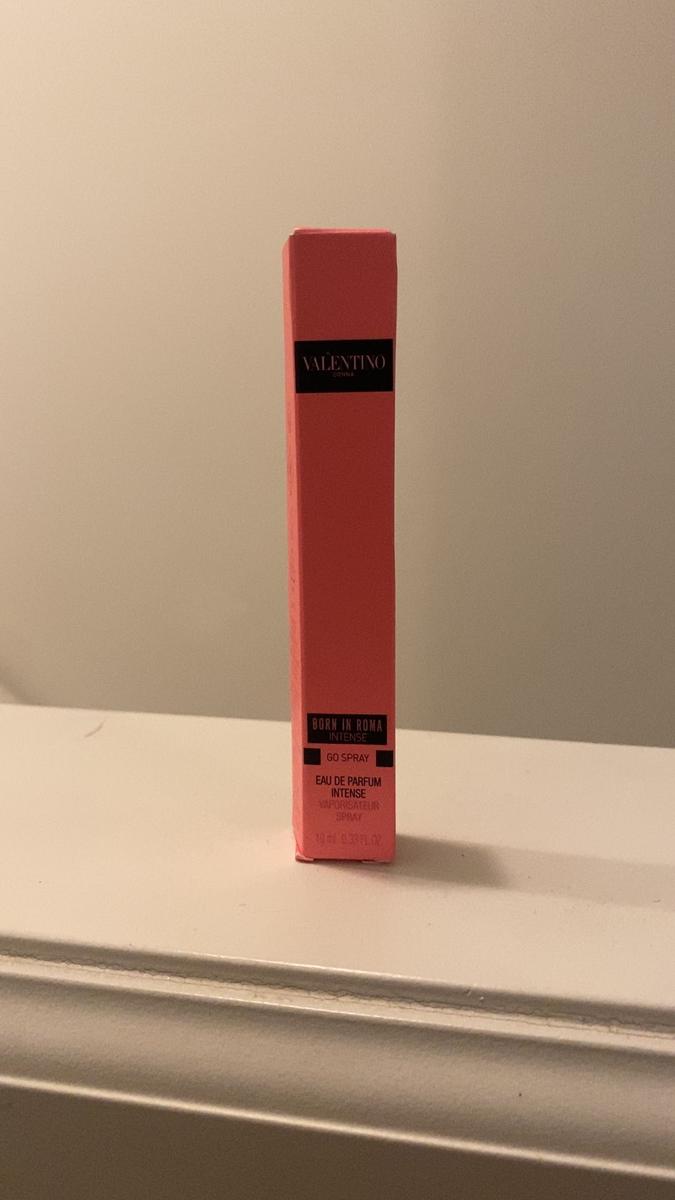 VALENTINO
DONNA
BORN IN ROMA
INTENSE
GO SPRAY
EAU DE PARFUM
INTENSE
VAPORISATEUR
SPRAY
10 ml 0.33 FL.OZ.